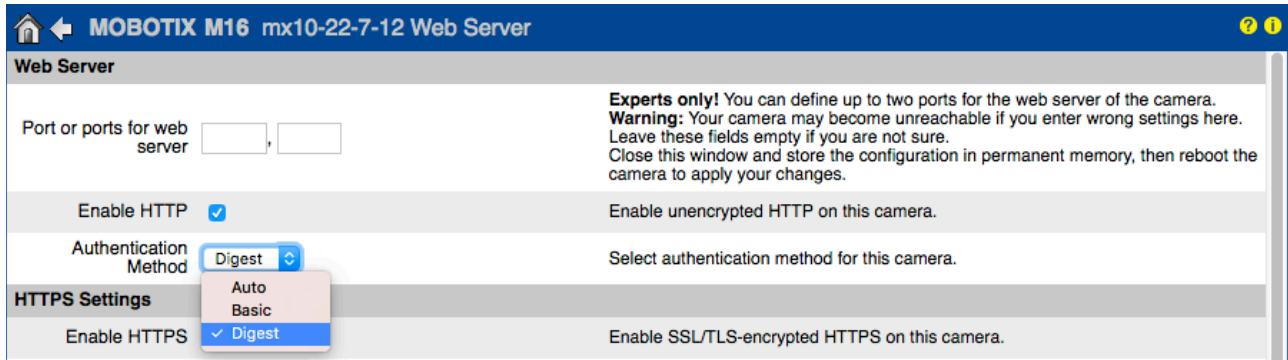 MOBOTIX M16 mx10-22-7-12 Web Server
? i
Web Server
Port or ports for web
server
,
Experts only! You can define up to two ports for the web server of the camera.
Warning: Your camera may become unreachable if you enter wrong settings here.
Leave these fields empty if you are not sure.
Close this window and store the configuration in permanent memory, then reboot the
camera to apply your changes.
Enable HTTP
Enable unencrypted HTTP on this camera.
Authentication
Method
Digest
Select authentication method for this camera.
Auto
Basic
✓ Digest
HTTPS Settings
Enable HTTPS
Enable SSL/TLS-encrypted HTTPS on this camera.